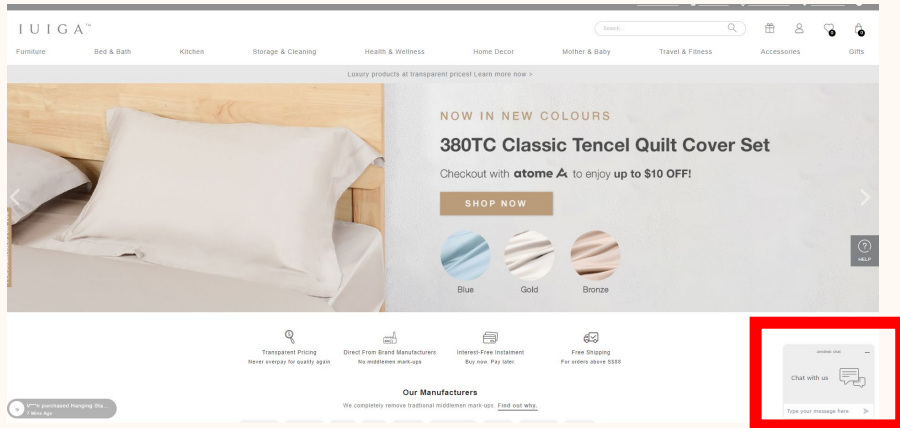 IUIGA™
Search...
0
0
Furniture
Bed & Bath
Kitchen
Storage & Cleaning
Health & Wellness
Home Decor
Mother & Baby
Travel & Fitness
Accessories
Gifts
Luxury products at transparent prices! Learn more now >
NOW IN NEW COLOURS
380TC Classic Tencel Quilt Cover Set
Checkout with atome to enjoy up to $10 OFF!
SHOP NOW
Blue
Gold
Bronze
?
HELP
Transparent Pricing
Never overpay for quality again
Direct From Brand Manufacturers
No middlemen mark-ups
Interest-Free Instalment
Buy now. Pay later.
Free Shipping
For orders above S$88
Our Manufacturers
We completely remove traditional middlemen mark-ups. Find out why.
Y***n purchased Hanging Sta...
7 Mins Ago
zendesk chat
Chat with us
Type your message here